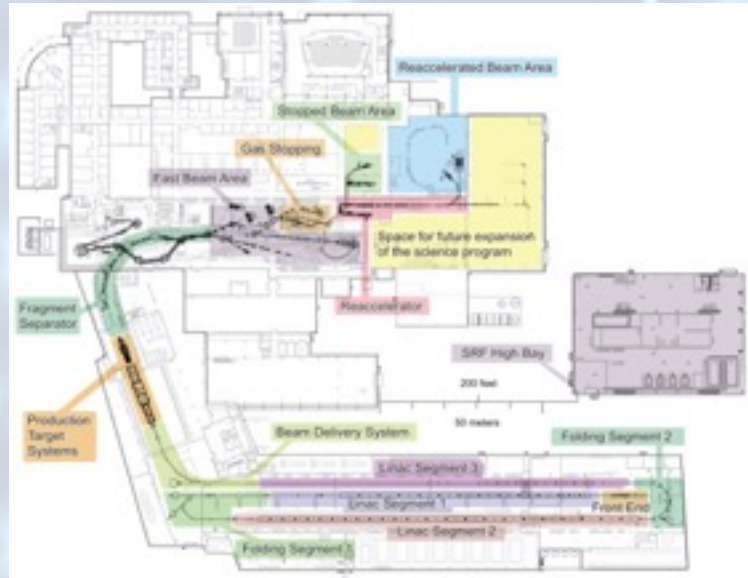 Reaccelerated Beam Area
Stopped Beam Area
Gas Stopping
Fast Beam Area
Space for future expansion
of the science program
Fragment
Separator
Reaccelerator
SRF High Bay
200 feet
50 meters
Production
Target
Systems
Beam Delivery System
Folding Segment 2
Linac Segment 3
Linac Segment 1
Front End
Linac Segment 2
Folding Segment 1